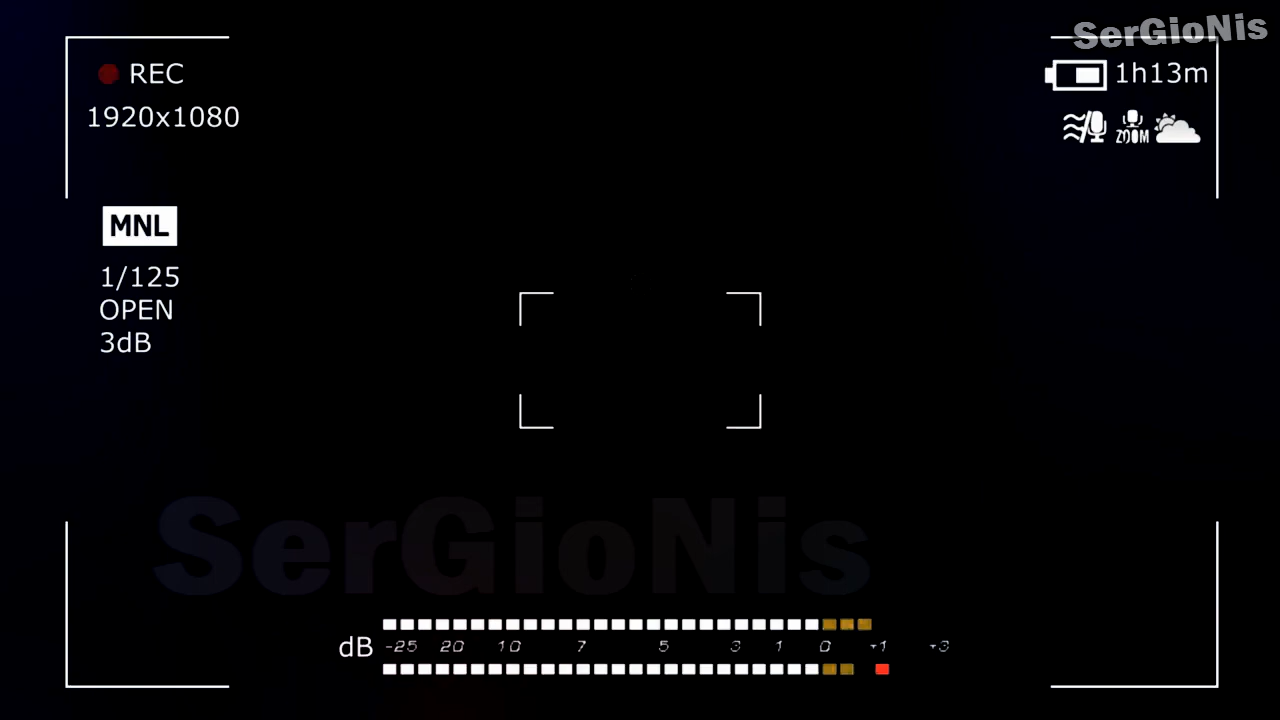 SerGioNis
REC
1h13m
1920x1080
ZOOM
MNL
1/125
OPEN
3dB
SerGioNis
dB -25 20 10 7 5 3 1 0 +1 +3